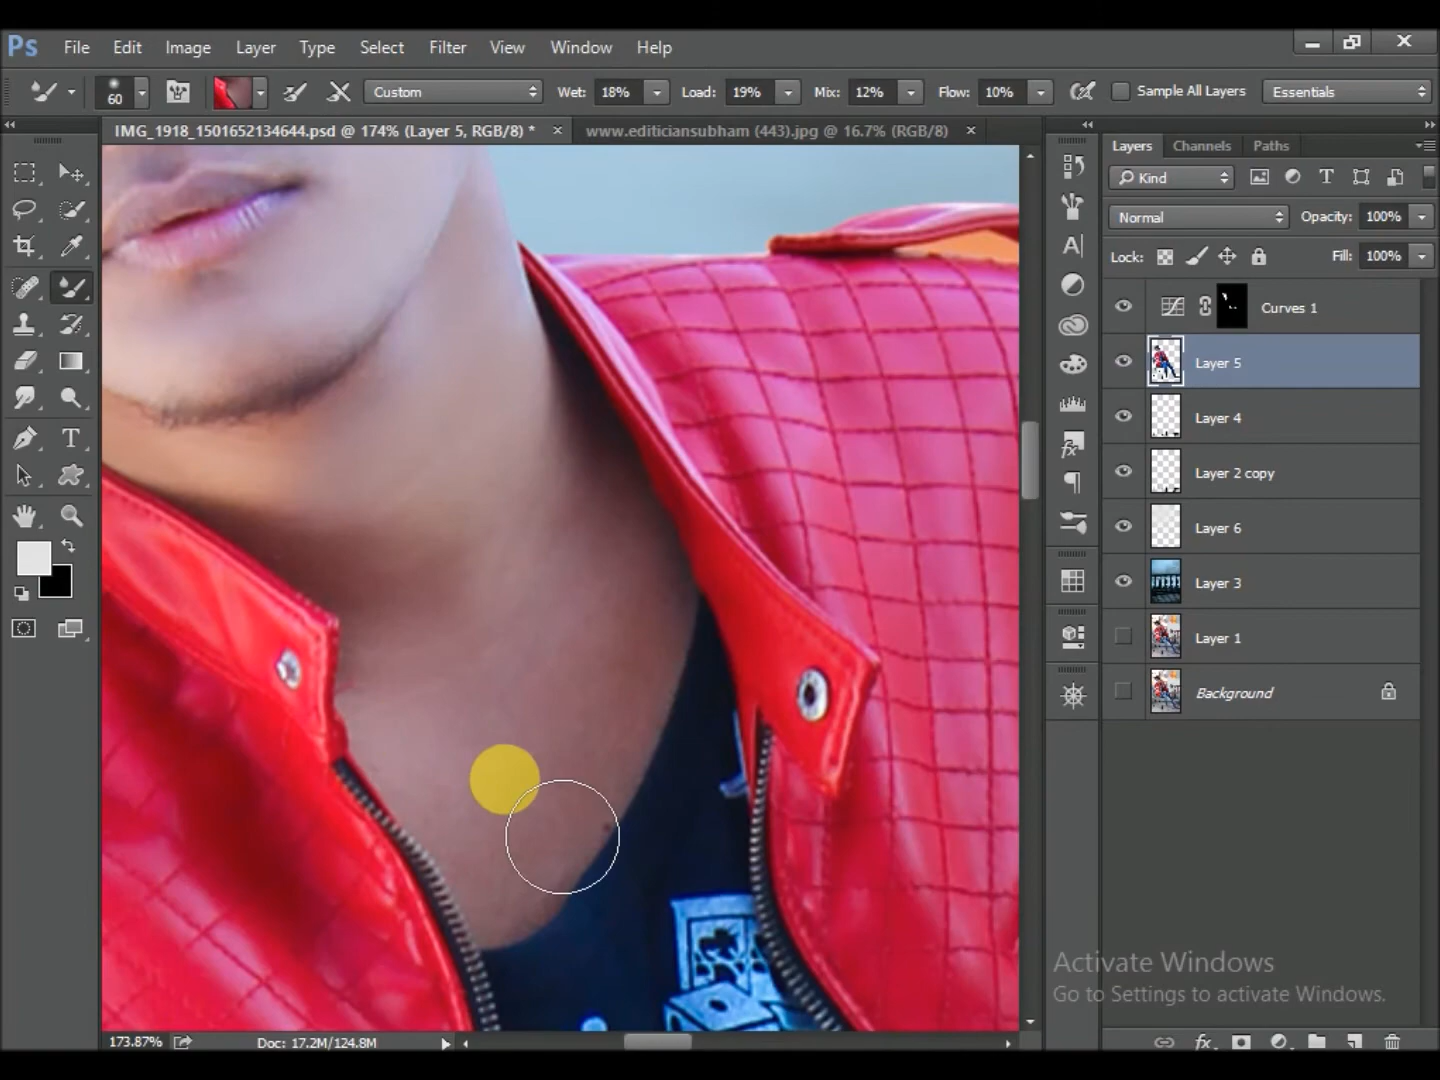 Ps File Edit Image Layer Type Select Filter View Window Help
60 Custom Wet: 18% Load: 19% Mix: 12% Flow: 10% Sample All Layers Essentials
IMG_1918_1501652134644.psd @ 174% (Layer 5, RGB/8) * www.editiciansubham (443).jpg @ 16.7% (RGB/8)
Layers Channels Paths
Kind
Normal Opacity: 100%
Lock: Fill: 100%
Curves 1
Layer 5
Layer 4
Layer 2 copy
Layer 6
Layer 3
Layer 1
Background
Activate Windows
Go to Settings to activate Windows.
173.87% Doc: 17.2M/124.8M